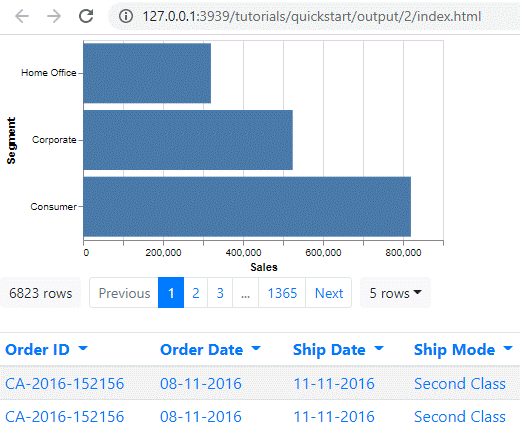 127.0.0.1:3939/tutorials/quickstart/output/2/index.html
Home Office
Corporate
Consumer
Segment
0 200,000 400,000 600,000 800,000
Sales
6823 rows Previous 1 2 3 ... 1365 Next 5 rows
Order ID Order Date Ship Date Ship Mode
CA-2016-152156 08-11-2016 11-11-2016 Second Class
CA-2016-152156 08-11-2016 11-11-2016 Second Class